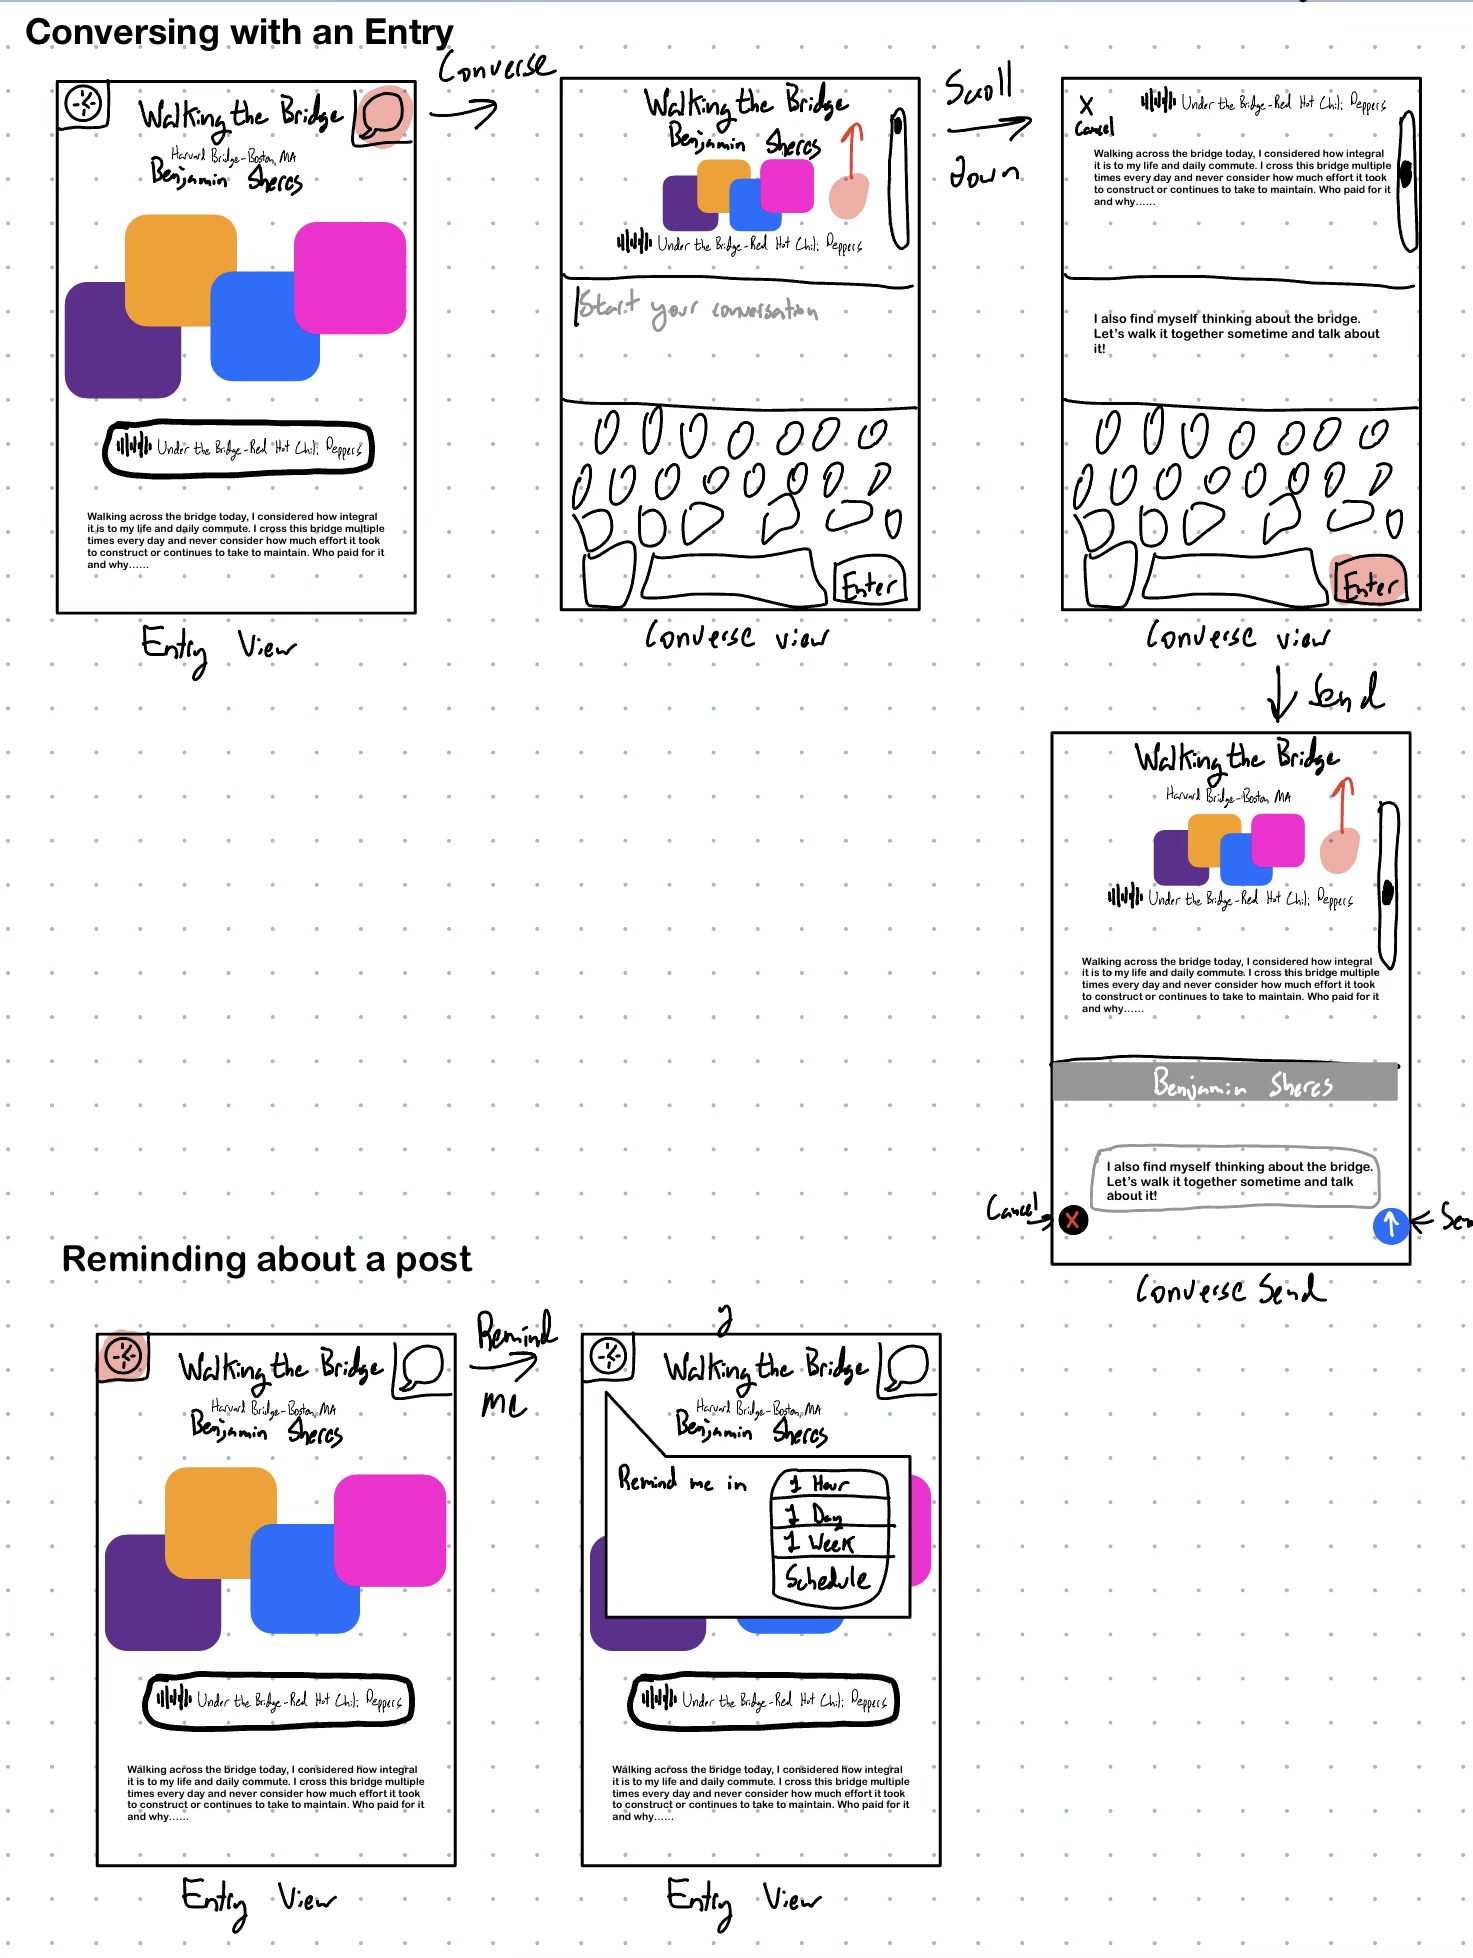 Conversing with an Entry
Converse
Walking the Bridge
Harvard Bridge-Boston, MA
Benjamin Sheres
Under the Bridge-Red Hot Chili Peppers
Walking across the bridge today, I considered how integral
it is to my life and daily commute. I cross this bridge multiple
times every day and never consider how much effort it took
to construct or continues to take to maintain. Who paid for it
and why......
Entry View
Walking the Bridge
Benjamin Sheres
Under the Bridge-Red Hot Chili Peppers
Start your conversation
Enter
Converse view
Scroll
Down
X
Cancel
Under the Bridge-Red Hot Chili Peppers
Walking across the bridge today, I considered how integral
it is to my life and daily commute. I cross this bridge multiple
times every day and never consider how much effort it took
to construct or continues to take to maintain. Who paid for it
and why......
I also find myself thinking about the bridge.
Let's walk it together sometime and talk about
it!
Enter
Converse view
Send
Walking the Bridge
Harvard Bridge-Boston, MA
Under the Bridge-Red Hot Chili Peppers
Walking across the bridge today, I considered how integral
it is to my life and daily commute. I cross this bridge multiple
times every day and never consider how much effort it took
to construct or continues to take to maintain. Who paid for it
and why......
Benjamin Sheres
I also find myself thinking about the bridge.
Let's walk it together sometime and talk
about it!
Cancel
X
Converse Send
Reminding about a post
Remind
me
Walking the Bridge
Harvard Bridge-Boston, MA
Benjamin Sheres
Under the Bridge-Red Hot Chili Peppers
Walking across the bridge today, I considered how integral
it is to my life and daily commute. I cross this bridge multiple
times every day and never consider how much effort it took
to construct or continues to take to maintain. Who paid for it
and why......
Entry View
Walking the Bridge
Harvard Bridge-Boston, MA
Benjamin Sheres
Remind me in
1 Hour
1 Day
1 Week
Schedule
Under the Bridge-Red Hot Chili Peppers
Walking across the bridge today, I considered how integral
it is to my life and daily commute. I cross this bridge multiple
times every day and never consider how much effort it took
to construct or continues to take to maintain. Who paid for it
and why......
Entry View